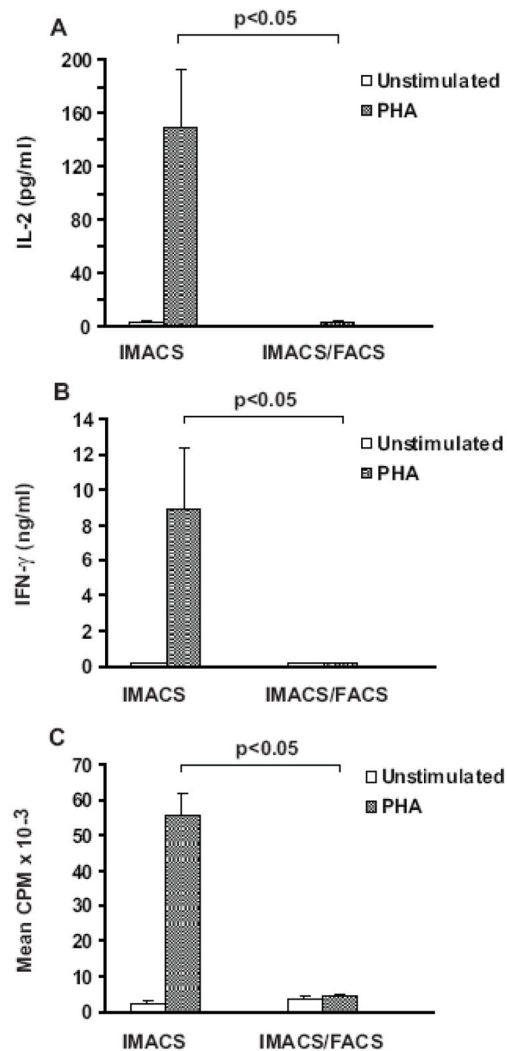 A
p<0.05
200
160
120
80
40
0
IL-2 (pg/ml)
Unstimulated
PHA
IMACS IMACS/FACS
B
p<0.05
14
12
10
8
6
4
2
0
IFN-γ (ng/ml)
Unstimulated
PHA
IMACS IMACS/FACS
C
p<0.05
70
60
50
40
30
20
10
0
Mean CPM x 10-3
Unstimulated
PHA
IMACS IMACS/FACS